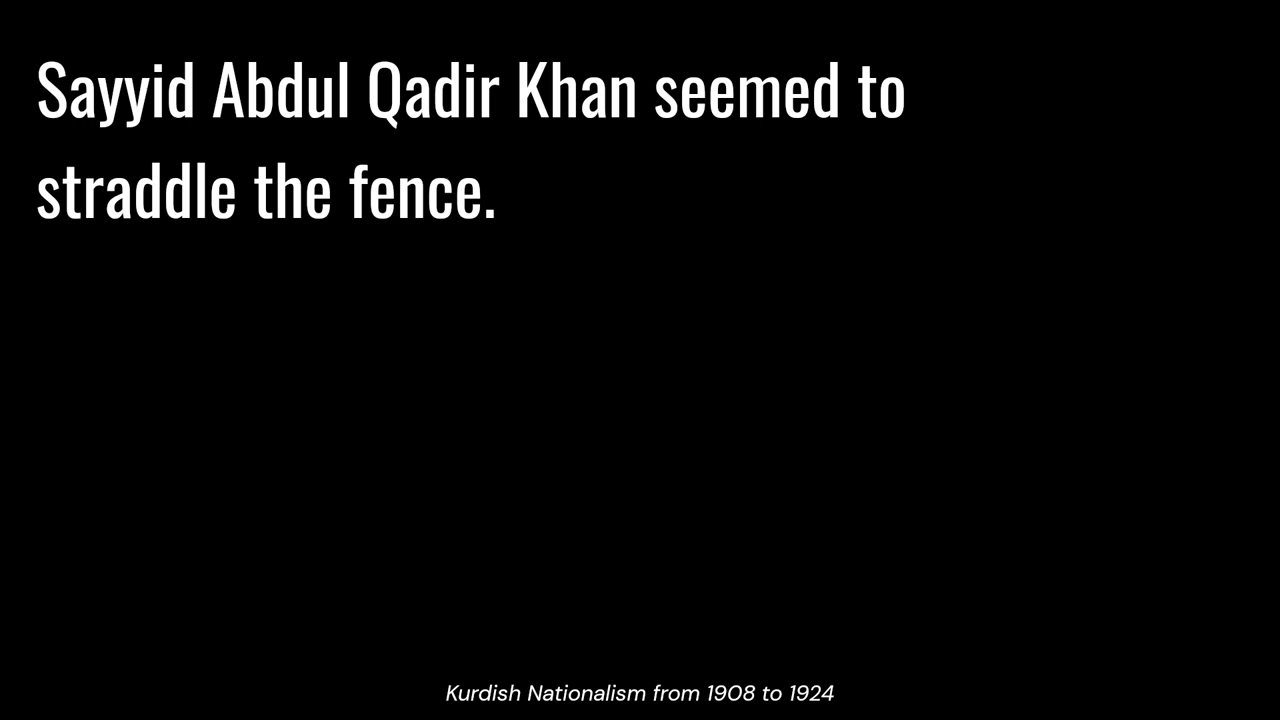 Sayyid Abdul Qadir Khan seemed to
straddle the fence.
Kurdish Nationalism from 1908 to 1924